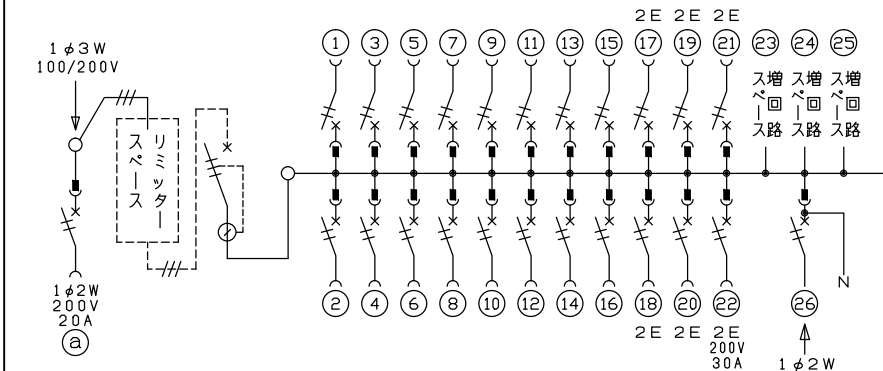 1φ3W
100/200V
リミッター
スペース
1φ2W
200V
20A
a
2E 2E 2E
1 3 5 7 9 11 13 15 17 19 21 23 24 25
増回路
スペース
増回路
スペース
増回路
スペース
N
2 4 6 8 10 12 14 16 18 20 22 26
2E 2E 2E
200V
30A
1φ2W